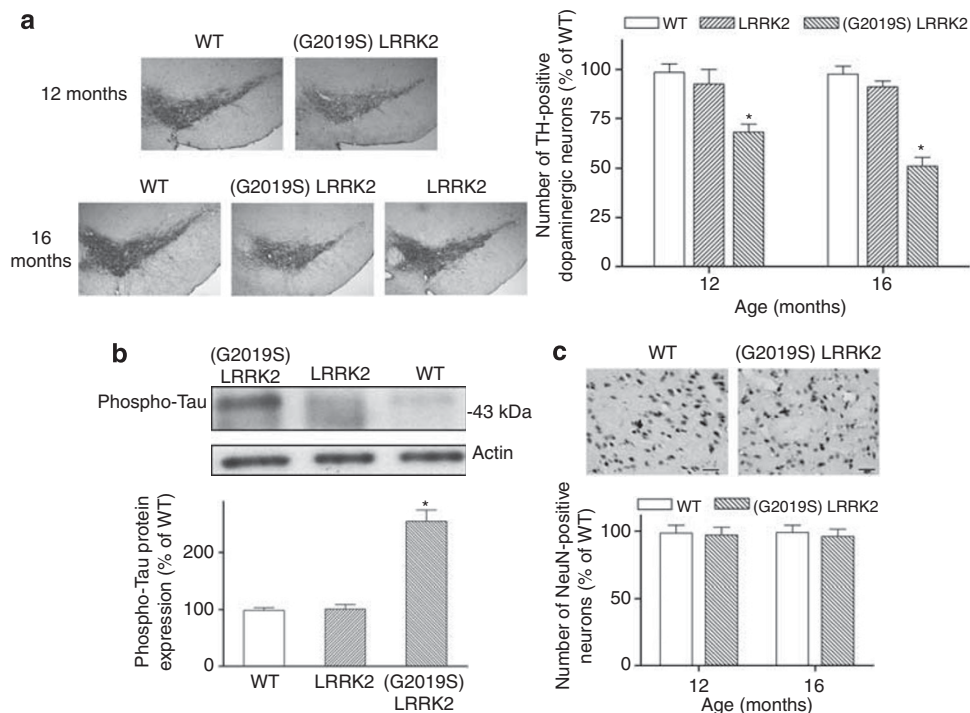 a
WT
(G2019S) LRRK2
12 months
WT
(G2019S) LRRK2
LRRK2
16
months
WT
LRRK2
(G2019S) LRRK2
Number of TH-positive
dopaminergic neurons (% of WT)
100
75
50
25
0
*
*
12
16
Age (months)
b
(G2019S)
LRRK2
LRRK2
WT
Phospho-Tau
-43 kDa
Actin
Phospho-Tau protein
expression (% of WT)
200
100
0
*
WT
LRRK2
(G2019S)
LRRK2
c
WT
(G2019S) LRRK2
WT
(G2019S) LRRK2
Number of NeuN-positive
neurons (% of WT)
100
50
0
12
16
Age (months)